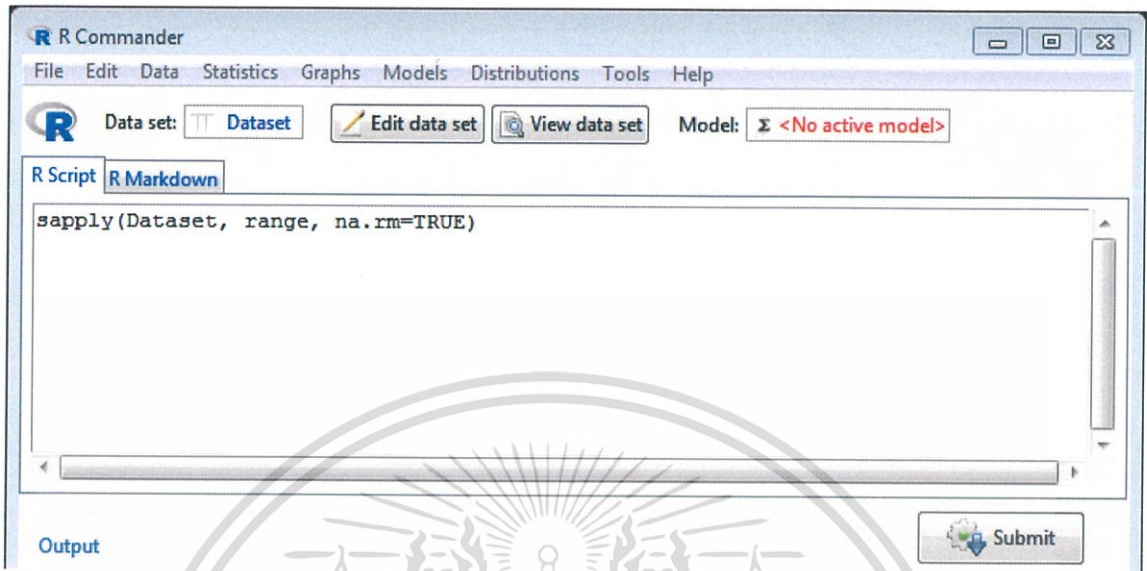 R R Commander
File Edit Data Statistics Graphs Models Distributions Tools Help
R Data set: Dataset Edit data set View data set Model: Σ <No active model>
R Script R Markdown
sapply(Dataset, range, na.rm=TRUE)
Output Submit